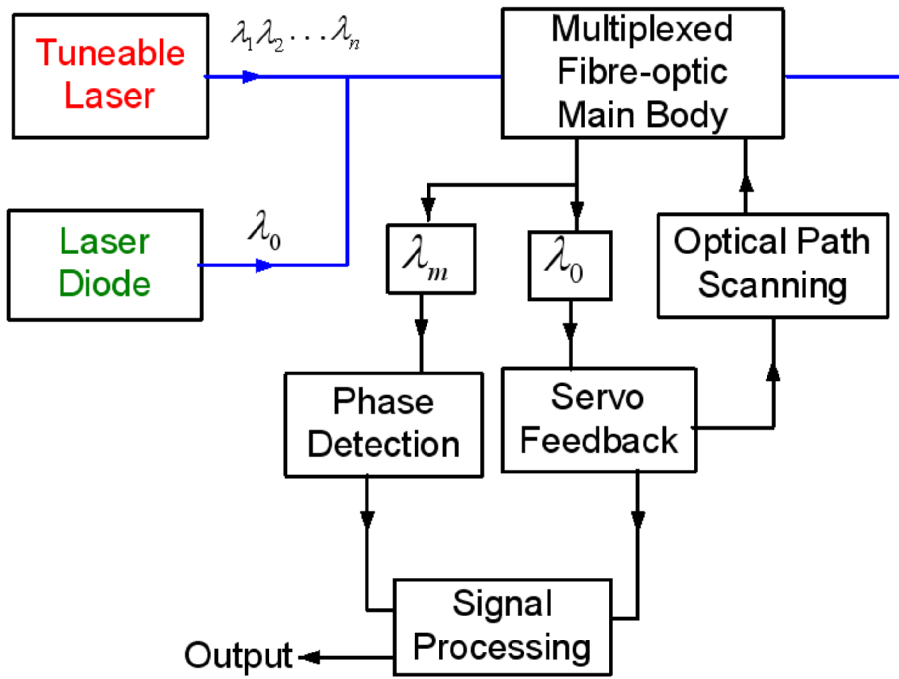 Tuneable
Laser
λ₁λ₂…λₙ
Multiplexed
Fibre-optic
Main Body
Laser
Diode
λ₀
λₘ
λ₀
Optical Path
Scanning
Phase
Detection
Servo
Feedback
Signal
Processing
Output